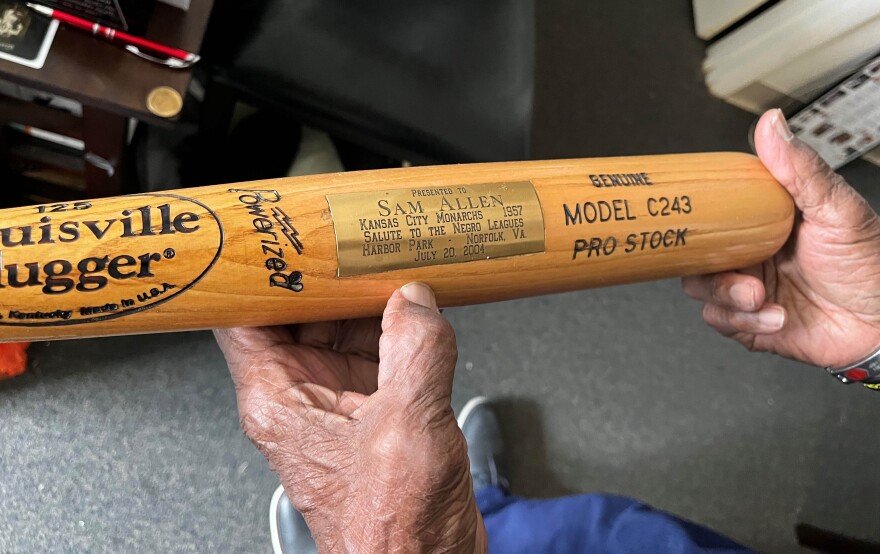 125
uisville
lugger®
Kentucky Made in U.S.A.
Powerized
PRESENTED TO
SAM ALLEN
KANSAS CITY MONARCHS 1957
SALUTE TO THE NEGRO LEAGUES
HARBOR PARK - NORFOLK, VA.
JULY 20, 2004
GENUINE
MODEL C243
PRO STOCK